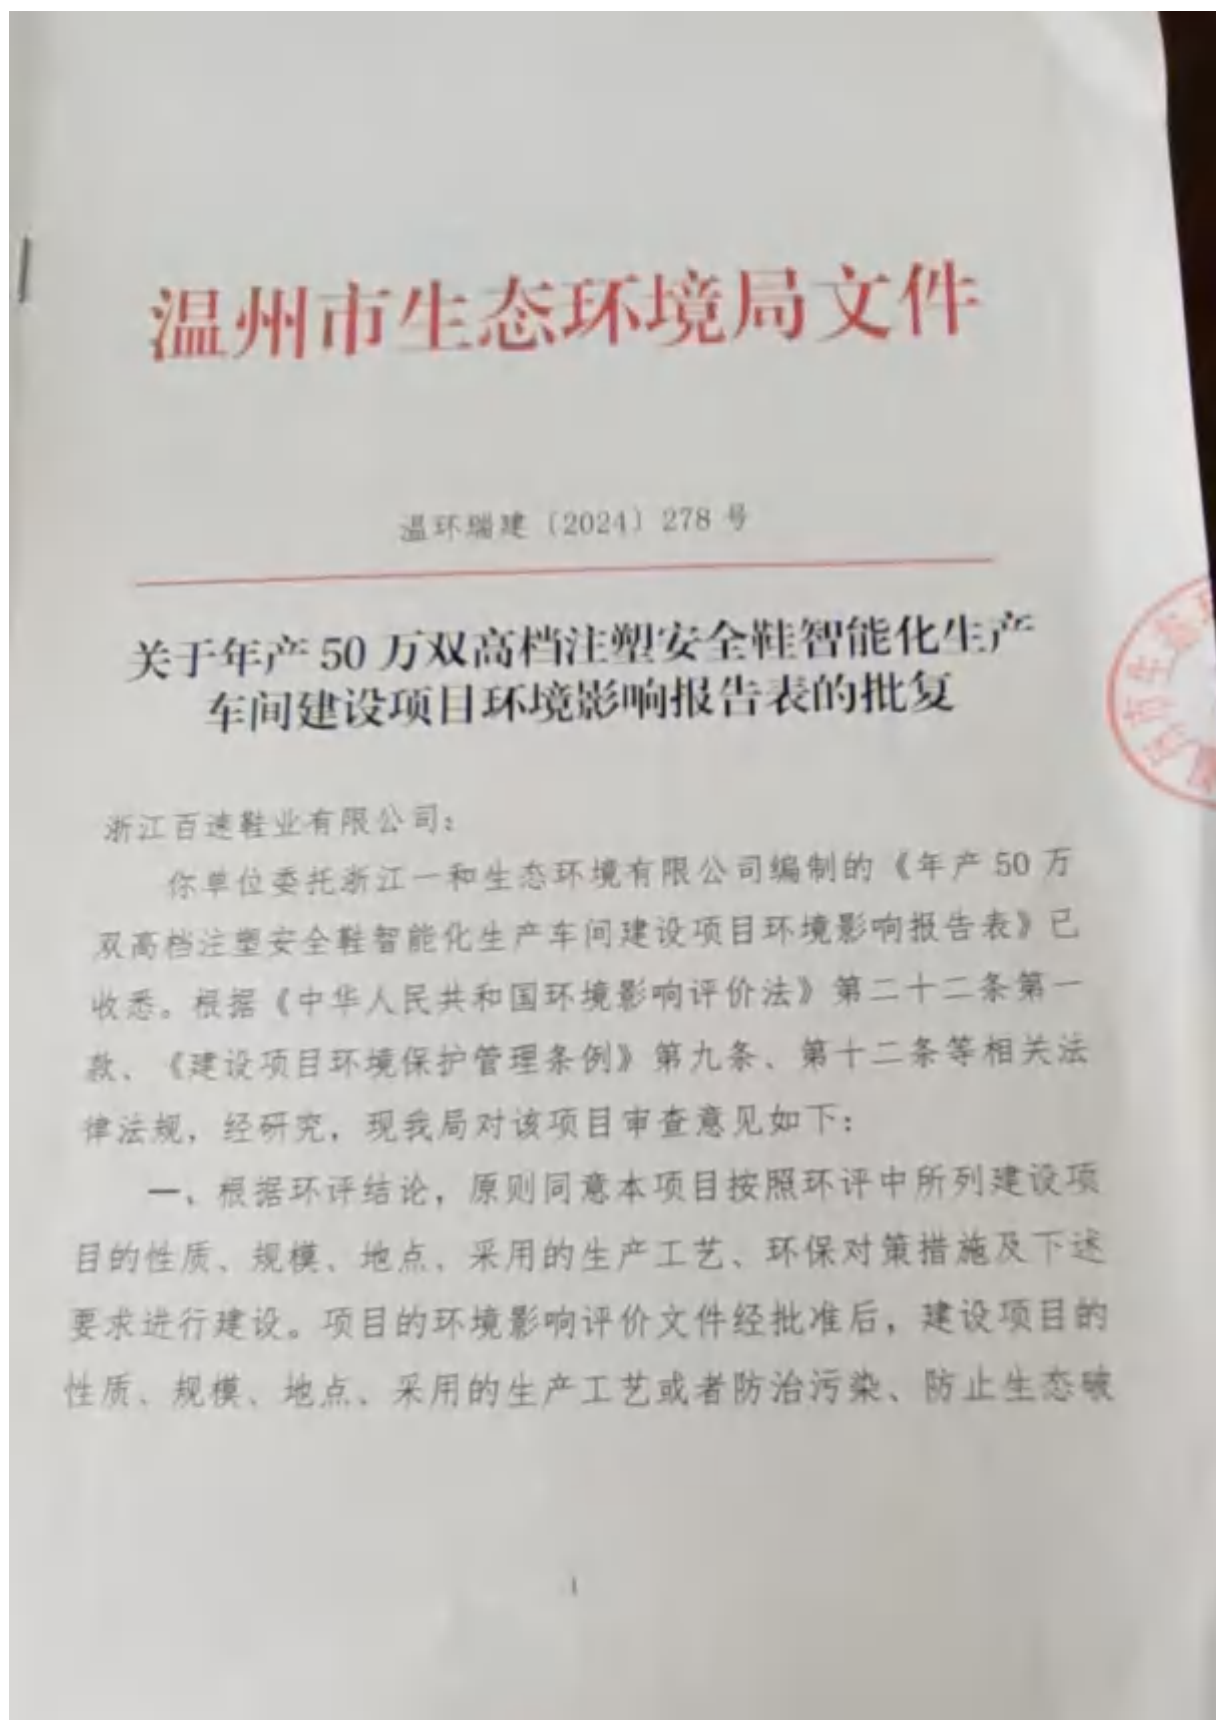 温州市生态环境局文件
温环瑞建〔2024〕278号
关于年产50万双高档注塑安全鞋智能化生产
车间建设项目环境影响报告表的批复
浙江百速鞋业有限公司：
你单位委托浙江一和生态环境有限公司编制的《年产50万
双高档注塑安全鞋智能化生产车间建设项目环境影响报告表》已
收悉。根据《中华人民共和国环境影响评价法》第二十二条第一
款、《建设项目环境保护管理条例》第九条、第十二条等相关法
律法规，经研究，现我局对该项目审查意见如下：
一、根据环评结论，原则同意本项目按照环评中所列建设项
目的性质、规模、地点、采用的生产工艺、环保对策措施及下述
要求进行建设。项目的环境影响评价文件经批准后，建设项目的
性质、规模、地点、采用的生产工艺或者防治污染、防止生态破
1
市生态